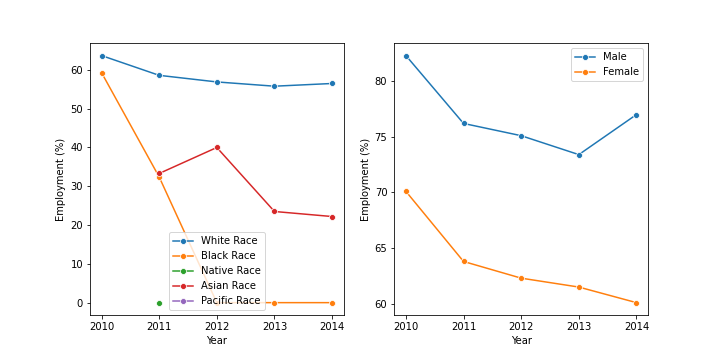 60
50
40
30
20
10
0
Employment (%)
2010 2011 2012 2013 2014
Year
White Race
Black Race
Native Race
Asian Race
Pacific Race
80
75
70
65
60
Employment (%)
2010 2011 2012 2013 2014
Year
Male
Female